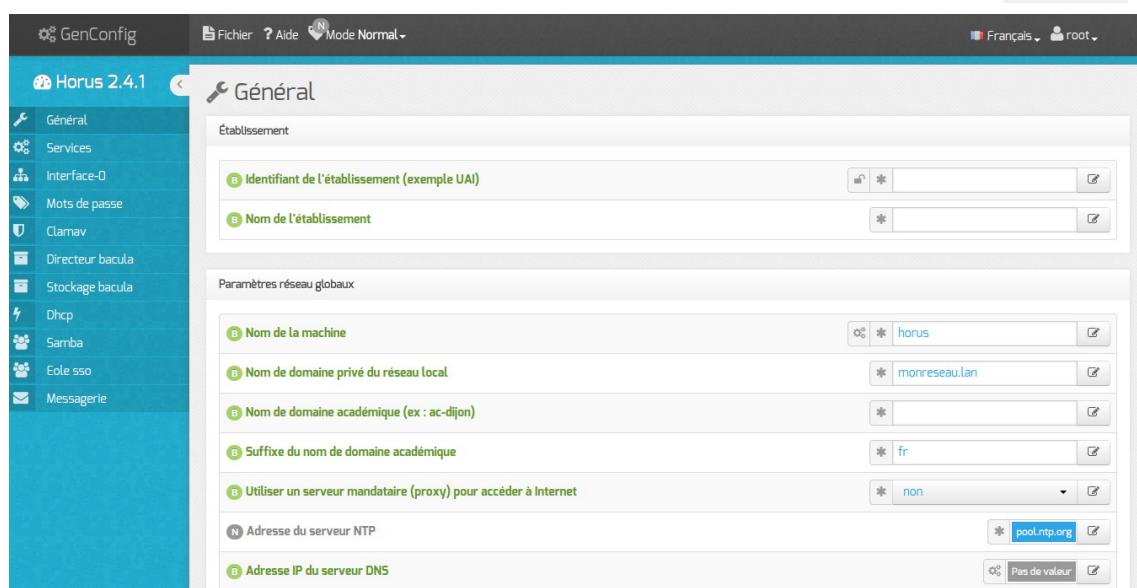 GenConfig
Fichier ? Aide N Mode Normal
Français root
Horus 2.4.1
Général
Services
Interface-0
Mots de passe
Clamav
Directeur bacula
Stockage bacula
Dhcp
Samba
Eole sso
Messagerie
Général
Établissement
B Identifiant de l'établissement (exemple UAI)
B Nom de l'établissement
Paramètres réseau globaux
B Nom de la machine horus
B Nom de domaine privé du réseau local monreseau.lan
B Nom de domaine académique (ex : ac-dijon)
B Suffixe du nom de domaine académique fr
B Utiliser un serveur mandataire (proxy) pour accéder à Internet non
N Adresse du serveur NTP pool.ntp.org
B Adresse IP du serveur DNS Pas de valeur